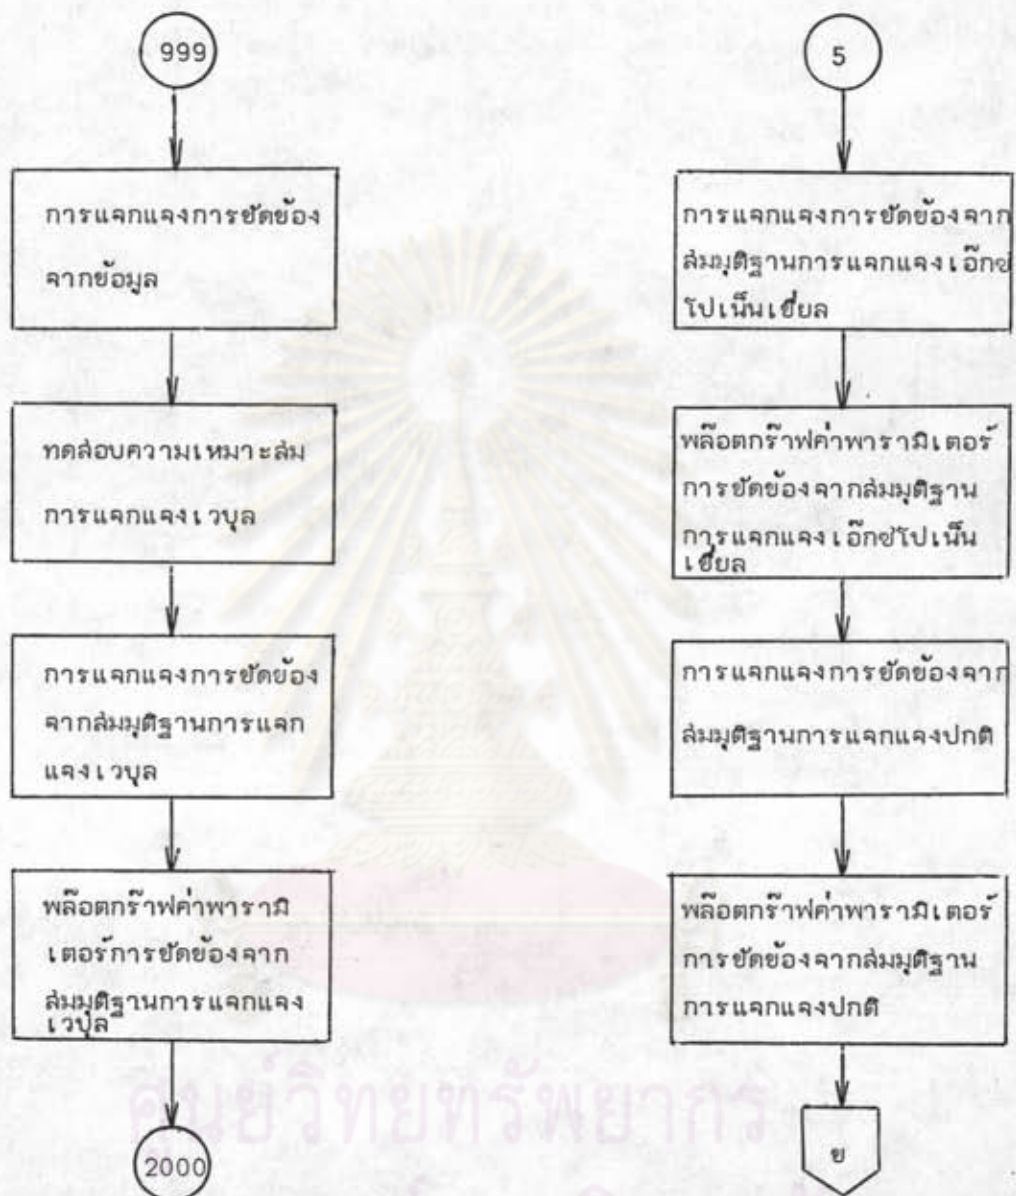 999
การแจกแจงการขัดข้อง
จากข้อมูล
ทดสอบความเหมาะสม
การแจกแจงเวบุล
การแจกแจงการขัดข้อง
จากสมมุติฐานการแจก
แจงเวบุล
พล๊อตกร๊าฟค่าพารามิ
เตอร์การขัดข้องจาก
สมมุติฐานการแจกแจง
เวบุล
2000
5
การแจกแจงการขัดข้องจาก
สมมุติฐานการแจกแจงเอ๊กซ์
โปเน็นเชี่ยล
พล๊อตกร๊าฟค่าพารามิเตอร์
การขัดข้องจากสมมุติฐาน
การแจกแจงเอ๊กซ์โปเน็น
เชี่ยล
การแจกแจงการขัดข้องจาก
สมมุติฐานการแจกแจงปกติ
พล๊อตกร๊าฟค่าพารามิเตอร์
การขัดข้องจากสมมุติฐาน
การแจกแจงปกติ
ศูนย์วิทยทรัพยากร